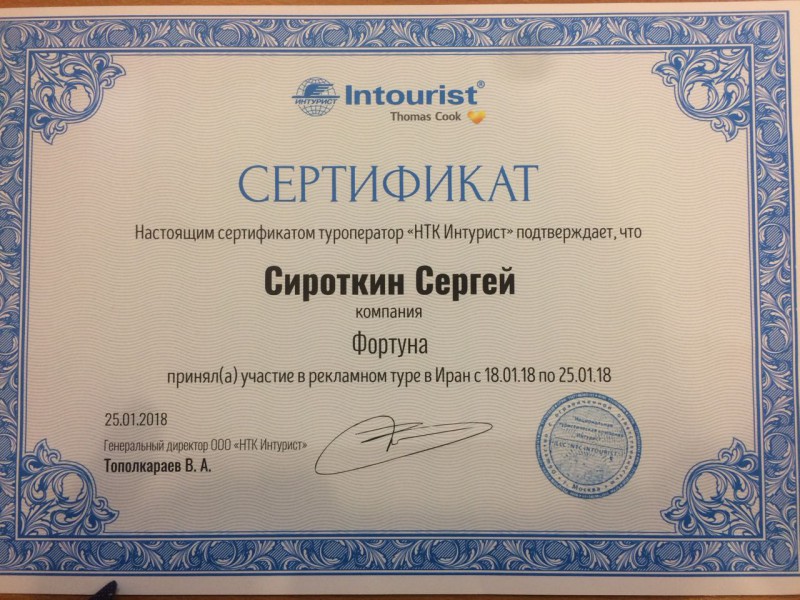 ИНТУРИСТ Intourist®
Thomas Cook
СЕРТИФИКАТ
Настоящим сертификатом туроператор «НТК Интурист» подтверждает, что
Сироткин Сергей
компания
Фортуна
принял(а) участие в рекламном туре в Иран с 18.01.18 по 25.01.18
25.01.2018
Генеральный директор ООО «НТК Интурист»
Тополкараев В. А.
Москва